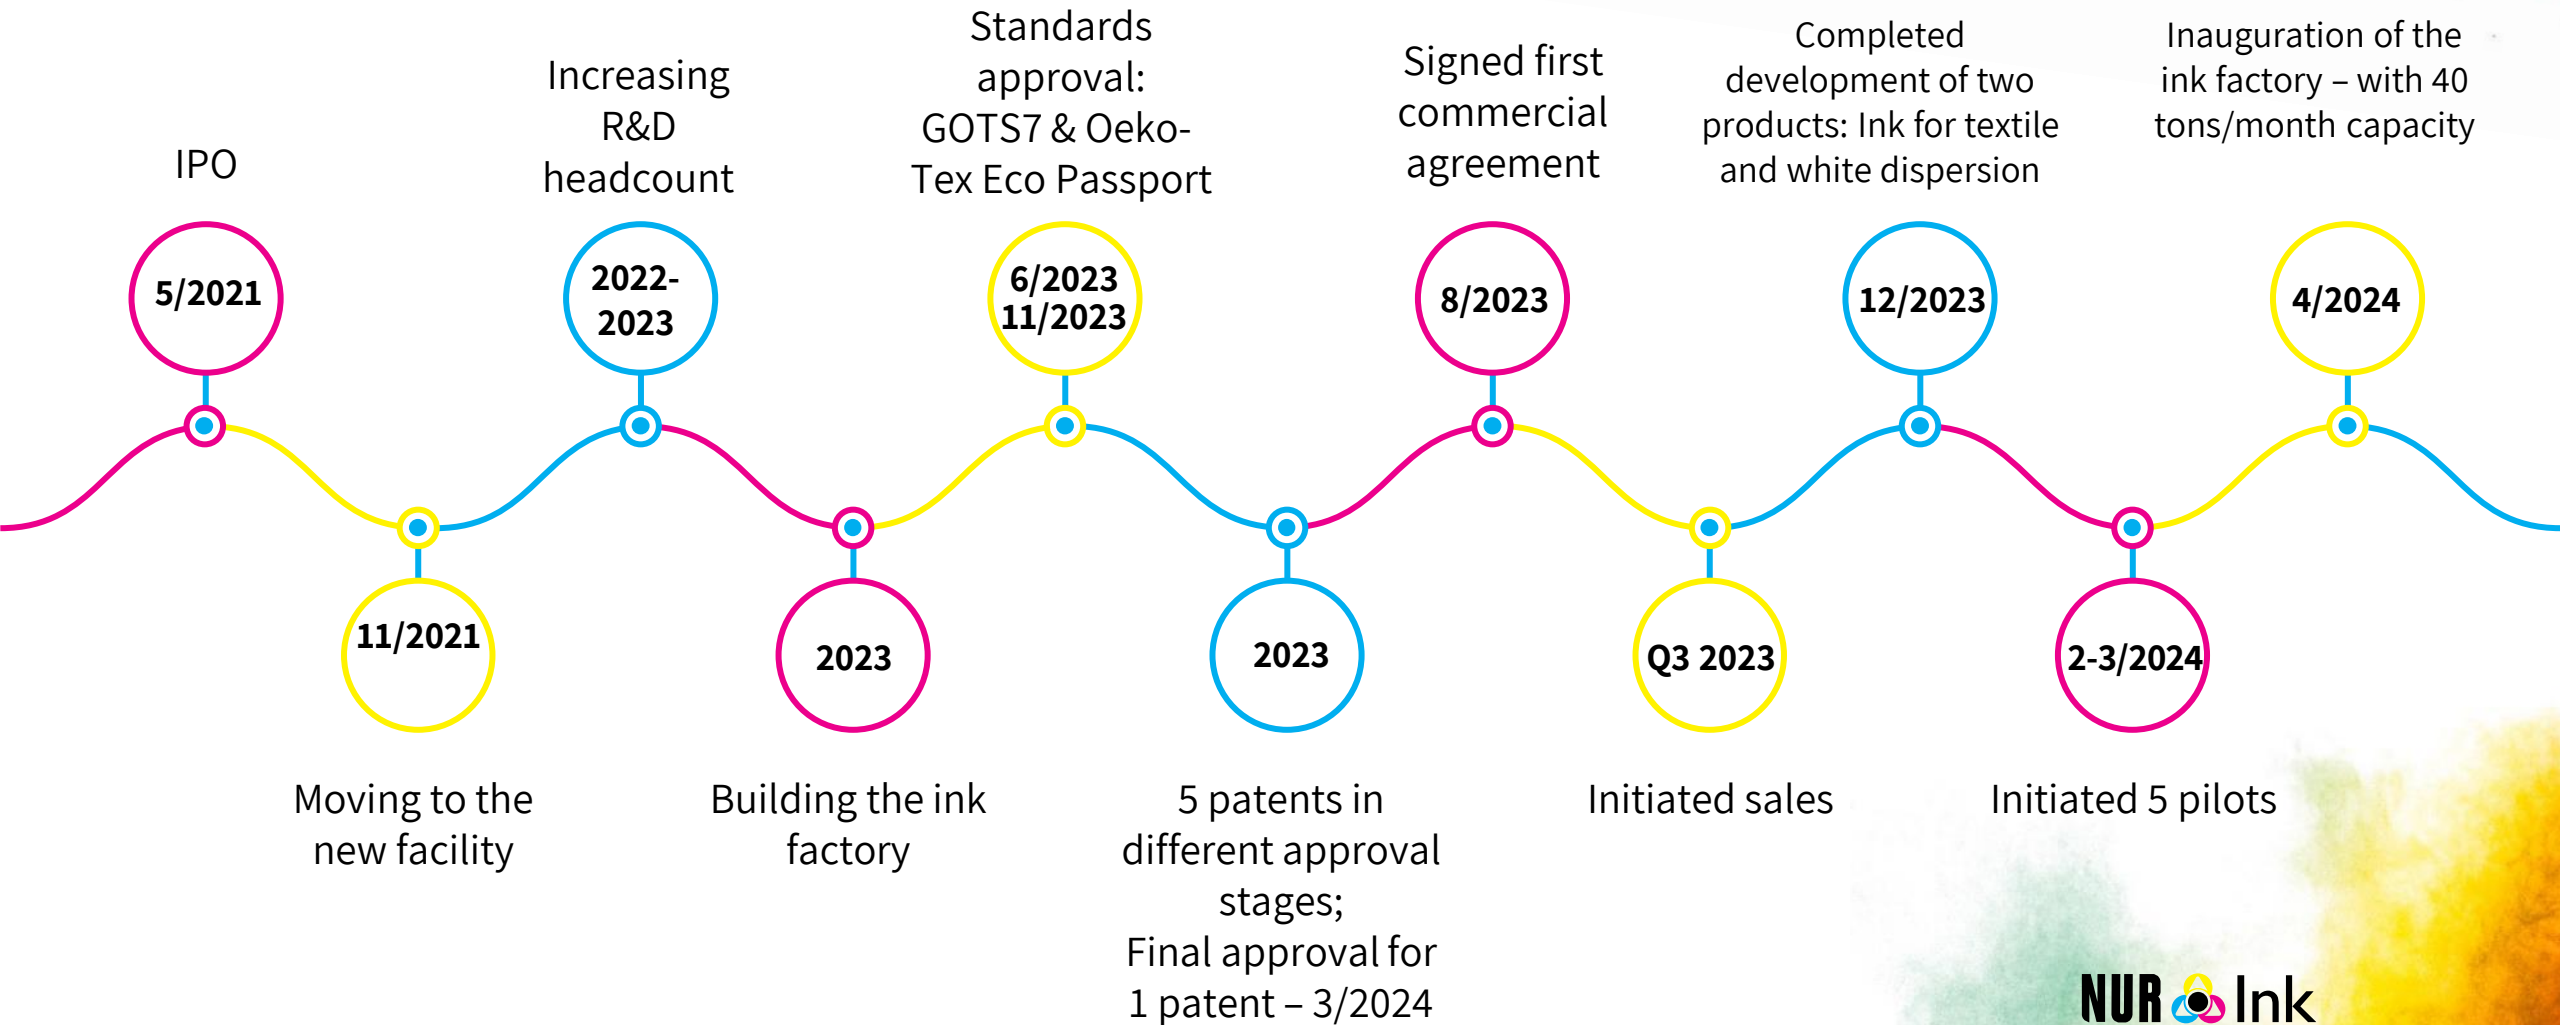 IPO
5/2021
11/2021
Moving to the
new facility
Increasing
R&D
headcount
2022-
2023
2023
Building the ink
factory
Standards
approval:
GOTS7 & Oeko-
Tex Eco Passport
6/2023
11/2023
2023
5 patents in
different approval
stages;
Final approval for
1 patent – 3/2024
Signed first
commercial
agreement
8/2023
Q3 2023
Initiated sales
Completed
development of two
products: Ink for textile
and white dispersion
12/2023
2-3/2024
Initiated 5 pilots
Inauguration of the
ink factory – with 40
tons/month capacity
4/2024
NUR Ink